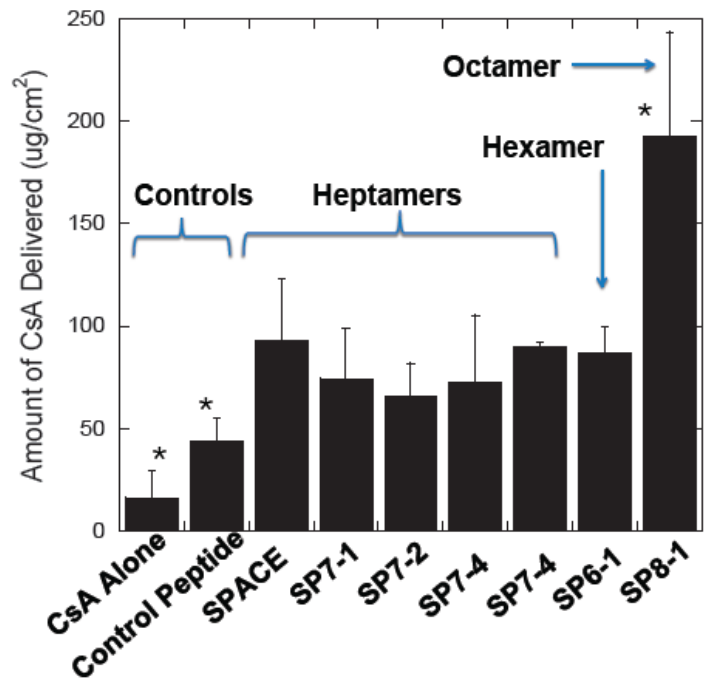 250
200
150
100
50
0
Amount of CsA Delivered (ug/cm²)
Octamer
*
Hexamer
Controls
Heptamers
*
*
CsA Alone
Control Peptide
SPACE
SP7-1
SP7-2
SP7-4
SP7-4
SP6-1
SP8-1